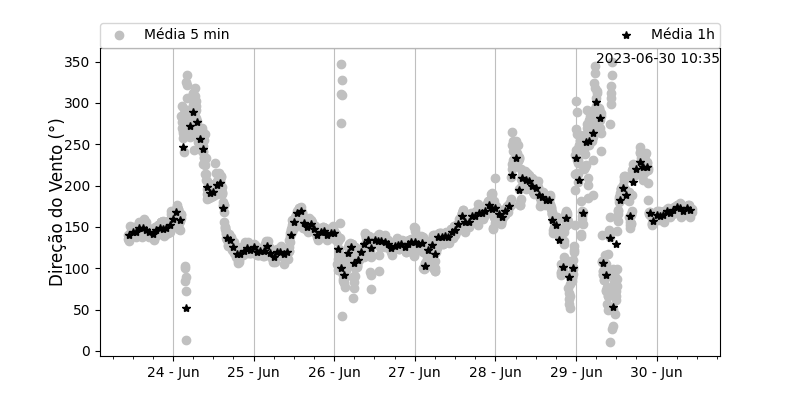 Média 5 min
Média 1h
2023-06-30 10:35
Direção do Vento (°)
350
300
250
200
150
100
50
0
24 - Jun
25 - Jun
26 - Jun
27 - Jun
28 - Jun
29 - Jun
30 - Jun